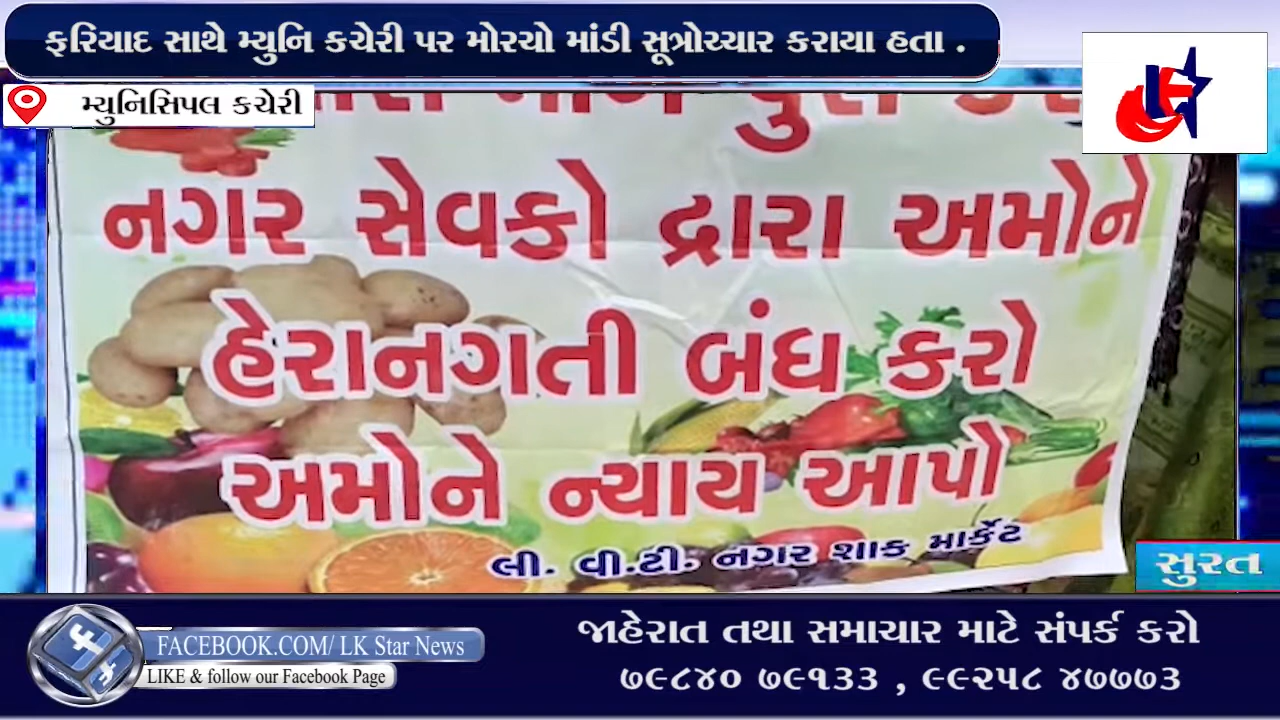 ફરિયાદ સાથે મ્યુનિ કચેરી પર મોરચો માંડી સૂત્રોચ્ચાર કરાયા હતા .
મ્યુનિસિપલ કચેરી
નગર સેવકો દ્રારા અમોને
હેરાનગતી બંધ કરો
અમોને ન્યાય આપો
લી. વી.ટી. નગર શાક માર્કેટ
સુરત
FACEBOOK.COM/ LK Star News
LIKE & follow our Facebook Page
જાહેરાત તથા સમાચાર માટે સંપર્ક કરો
૭૯૮૪૦ ૭૯૧૩૩ , ૯૯૨૫૮ ૪૭૭૭૩